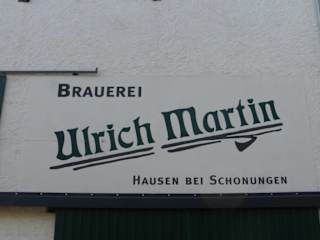 Brauerei
Ulrich Martin
Hausen bei Schonungen